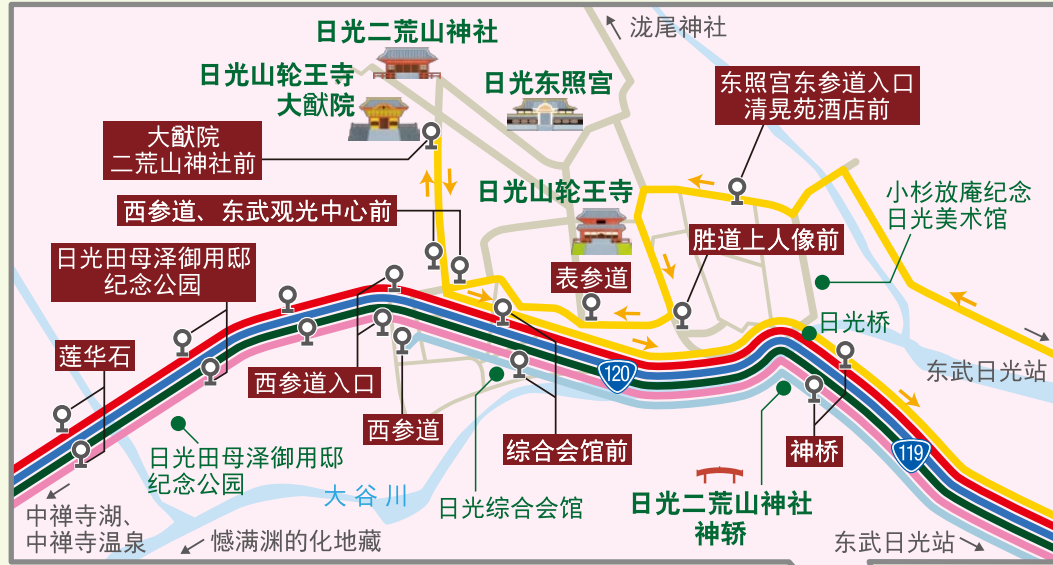 日光二荒山神社
泷尾神社
日光山轮王寺
大猷院
日光东照宫
东照宫东参道入口
清晃苑酒店前
大猷院
二荒山神社前
日光山轮王寺
小杉放庵纪念
日光美术馆
西参道、东武观光中心前
胜道上人像前
日光田母泽御用邸
纪念公园
表参道
日光桥
莲华石
西参道入口
120
东武日光站
西参道
综合会馆前
神桥
119
日光田母泽御用邸
纪念公园
大谷川
日光综合会馆
日光二荒山神社
神轿
中禅寺湖、
中禅寺温泉
憾满渊的化地藏
东武日光站